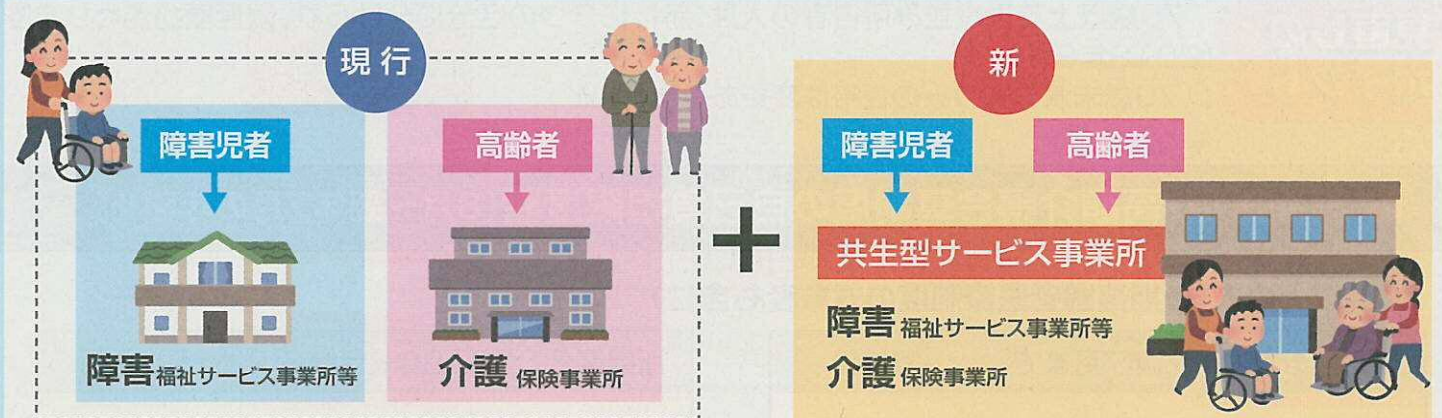 現行
障害児者
高齢者
障害福祉サービス事業所等
介護 保険事業所
+
新
障害児者
高齢者
共生型サービス事業所
障害 福祉サービス事業所等
介護 保険事業所